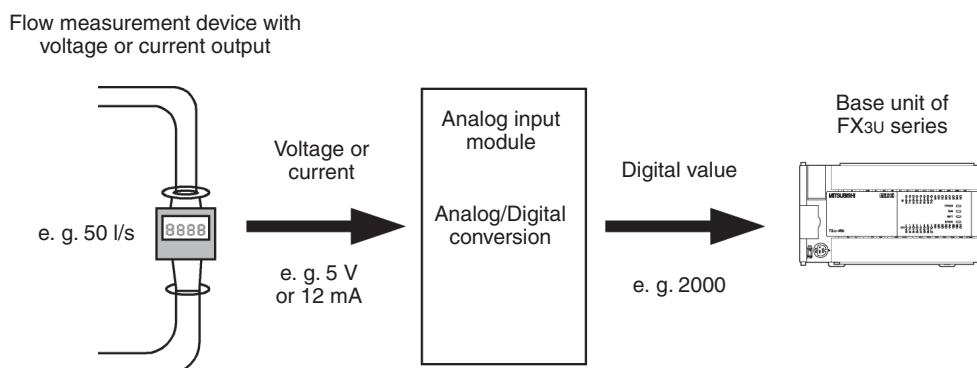 Flow measurement device with
voltage or current output
e. g. 50 l/s
8888
Voltage or
current
e. g. 5 V
or 12 mA
Analog input
module
Analog/Digital
conversion
Digital value
e. g. 2000
Base unit of
FX3U series
MITSUBISHI